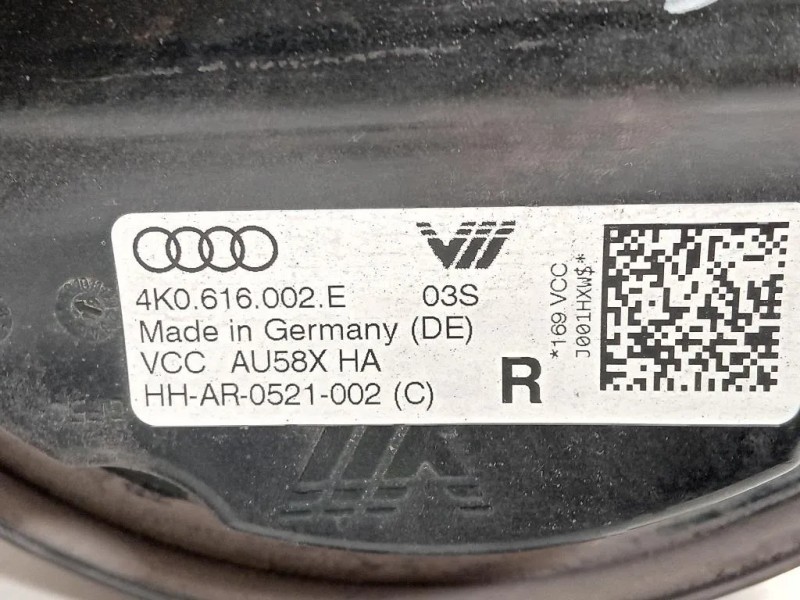 4K0.616.002.E 03S
Made in Germany (DE)
VCC AU58X HA
HH-AR-0521-002 (C)
R
*169 VCC
J001HXW$*